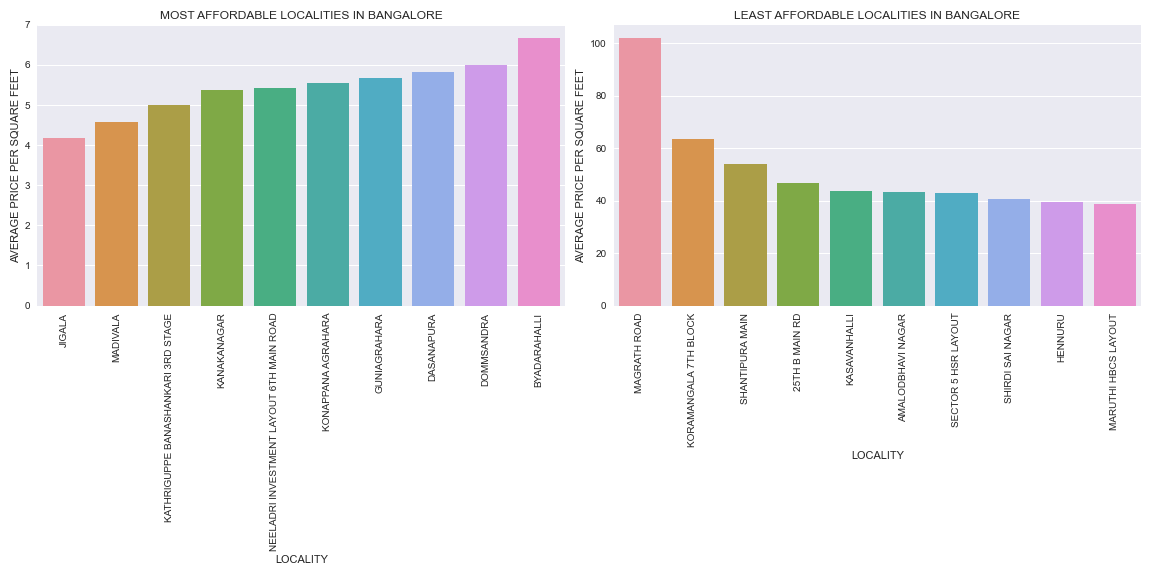 MOST AFFORDABLE LOCALITIES IN BANGALORE
AVERAGE PRICE PER SQUARE FEET
7
6
5
4
3
2
1
0
JIGALA
MADIVALA
KATHRIGUPPE BANASHANKARI 3RD STAGE
KANAKANAGAR
NEELADRI INVESTMENT LAYOUT 6TH MAIN ROAD
KONAPPANA AGRAHARA
GUNIAGRAHARA
DASANAPURA
DOMMSANDRA
BYADARAHALLI
LOCALITY
LEAST AFFORDABLE LOCALITIES IN BANGALORE
AVERAGE PRICE PER SQUARE FEET
100
80
60
40
20
0
MAGRATH ROAD
KORAMANGALA 7TH BLOCK
SHANTIPURA MAIN
25TH B MAIN RD
KASAVANHALLI
AMALODBHAVI NAGAR
SECTOR 5 HSR LAYOUT
SHIRDI SAI NAGAR
HENNURU
MARUTHI HBCS LAYOUT
LOCALITY